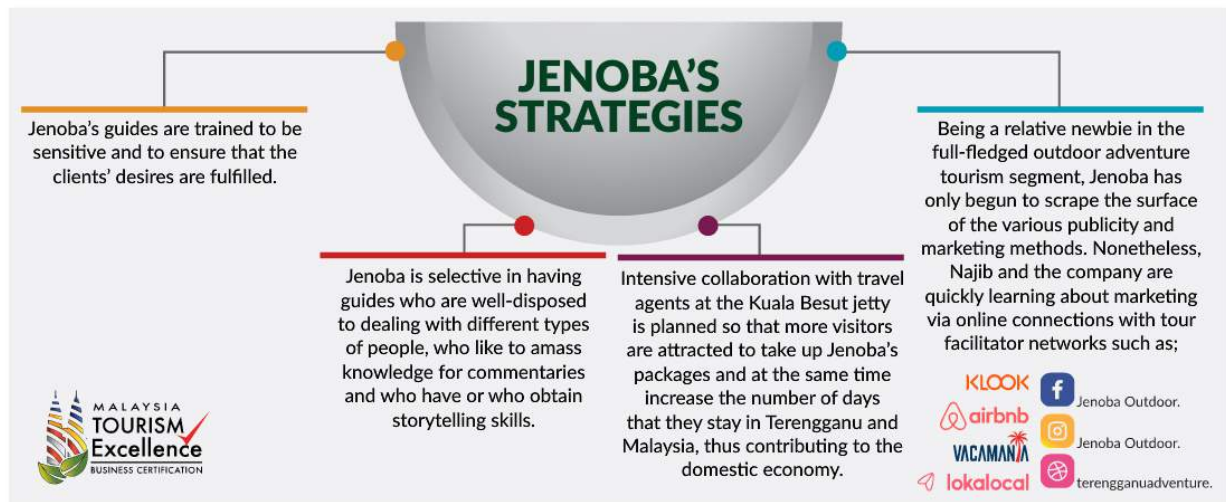 JENOBA'S
STRATEGIES
Jenoba's guides are trained to be
sensitive and to ensure that the
clients' desires are fulfilled.
Jenoba is selective in having
guides who are well-disposed
to dealing with different types
of people, who like to amass
knowledge for commentaries
and who have or who obtain
storytelling skills.
Intensive collaboration with travel
agents at the Kuala Besut jetty
is planned so that more visitors
are attracted to take up Jenoba's
packages and at the same time
increase the number of days
that they stay in Terengganu and
Malaysia, thus contributing to the
domestic economy.
Being a relative newbie in the
full-fledged outdoor adventure
tourism segment, Jenoba has
only begun to scrape the surface
of the various publicity and
marketing methods. Nonetheless,
Najib and the company are
quickly learning about marketing
via online connections with tour
facilitator networks such as;
KLOOK
airbnb
VACAMANIA
lokalocal
Jenoba Outdoor.
Jenoba Outdoor.
terengganuadventure.
MALAYSIA
TOURISM
Excellence
BUSINESS CERTIFICATION